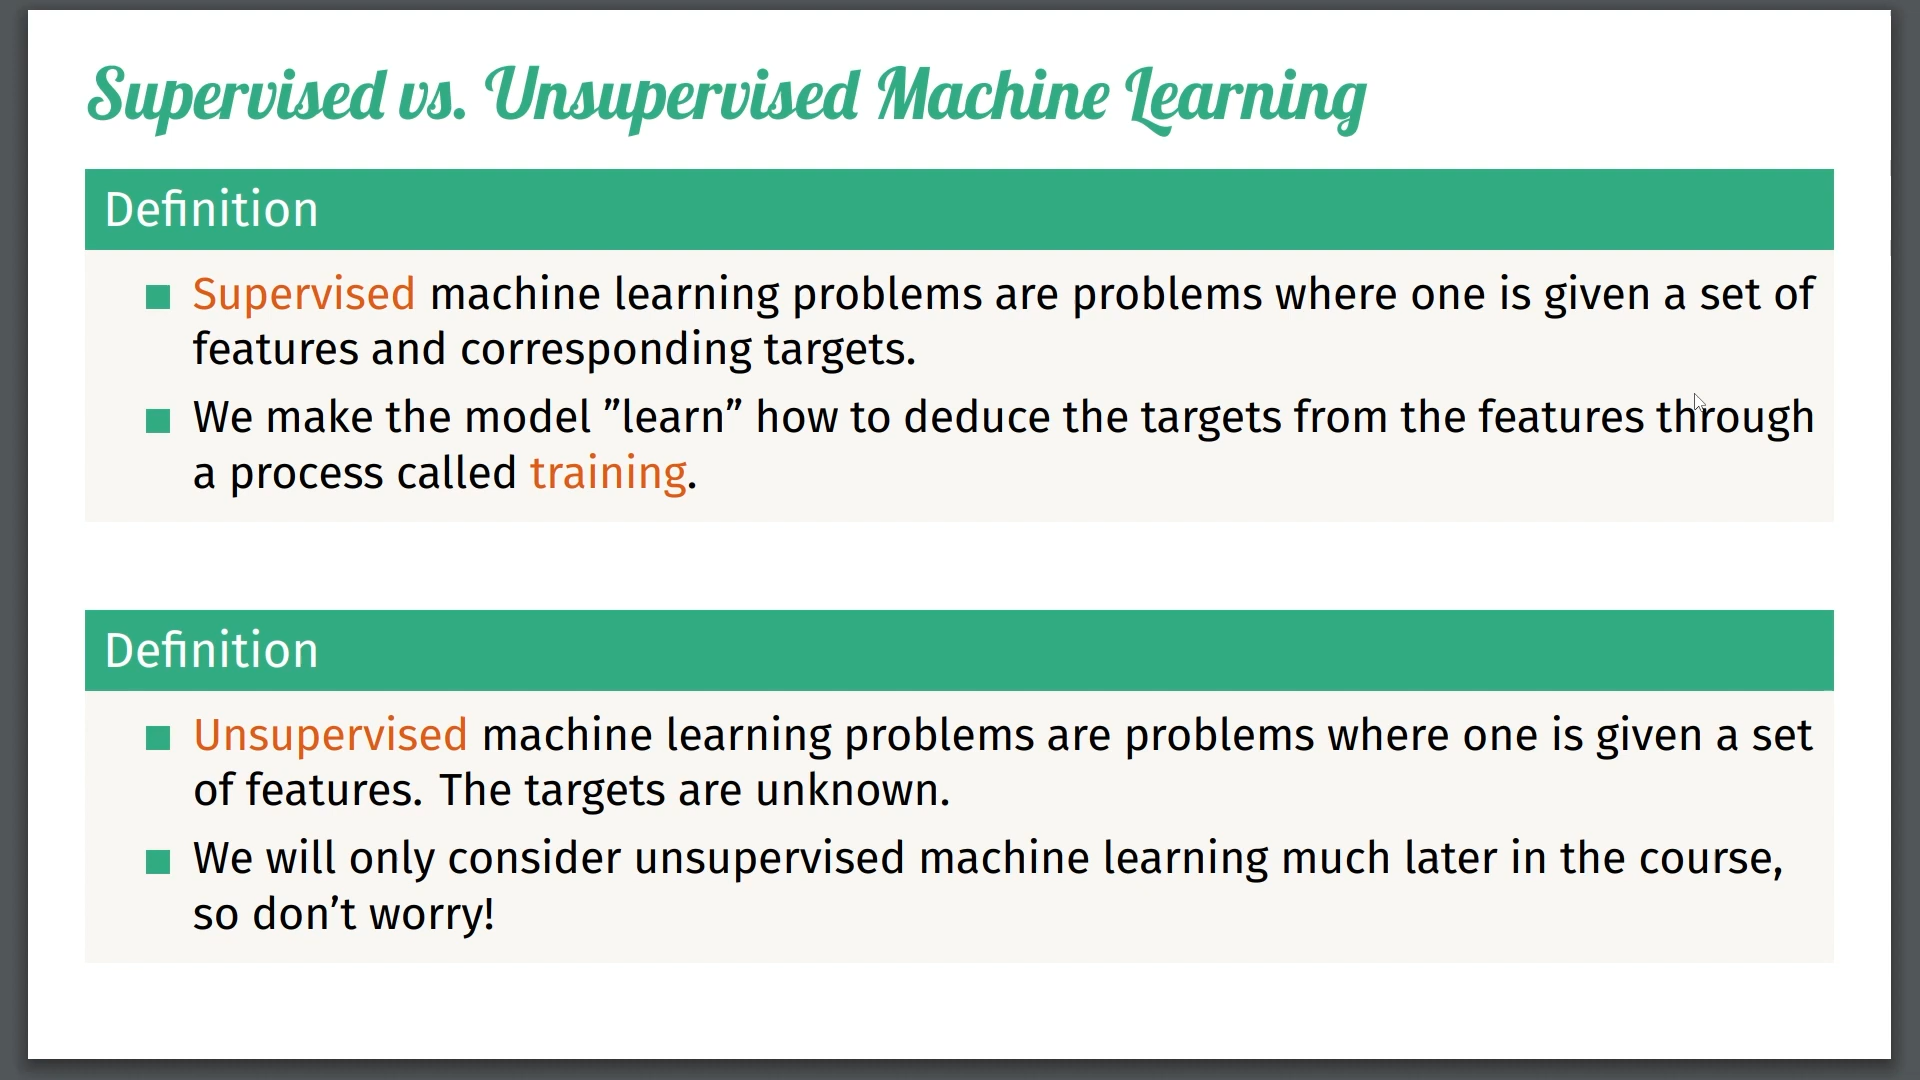 Supervised vs. Unsupervised Machine Learning
Definition
Supervised machine learning problems are problems where one is given a set of
features and corresponding targets.
We make the model ”learn” how to deduce the targets from the features through
a process called training.
Definition
Unsupervised machine learning problems are problems where one is given a set
of features. The targets are unknown.
We will only consider unsupervised machine learning much later in the course,
so don’t worry!